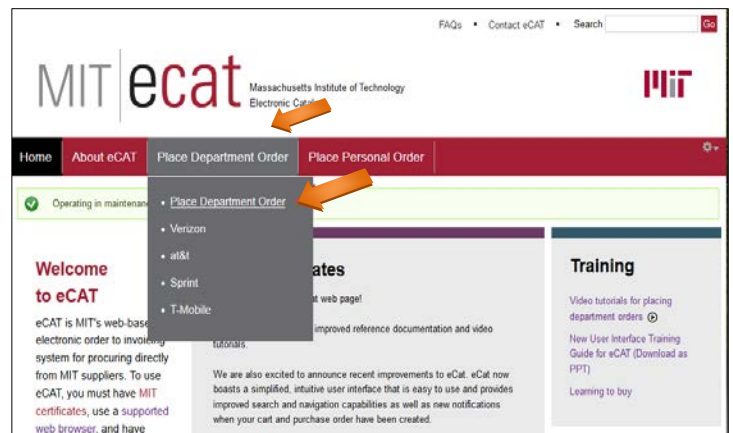 FAQs • Contact eCAT • Search Go
MIT ecat Massachusetts Institute of Technology
Electronic
MIT
Home About eCAT Place Department Order Place Personal Order
Operating in
• Place Department Order
• Verizon
• at&t
• Sprint
• T-Mobile
Welcome
to eCAT
eCAT is MIT's web-based
electronic order to invoicing
system for procuring directly
from MIT suppliers. To use
eCAT, you must have MIT
certificates, use a supported
web browser, and have
web page!
improved reference documentation and video
tutorials.
We are also excited to announce recent improvements to eCat. eCat now
boasts a simplified, intuitive user interface that is easy to use and provides
improved search and navigation capabilities as well as new notifications
when your cart and purchase order have been created.
Training
Video tutorials for placing
department orders
New User Interface Training
Guide for eCAT (Download as
PPT)
Learning to buy